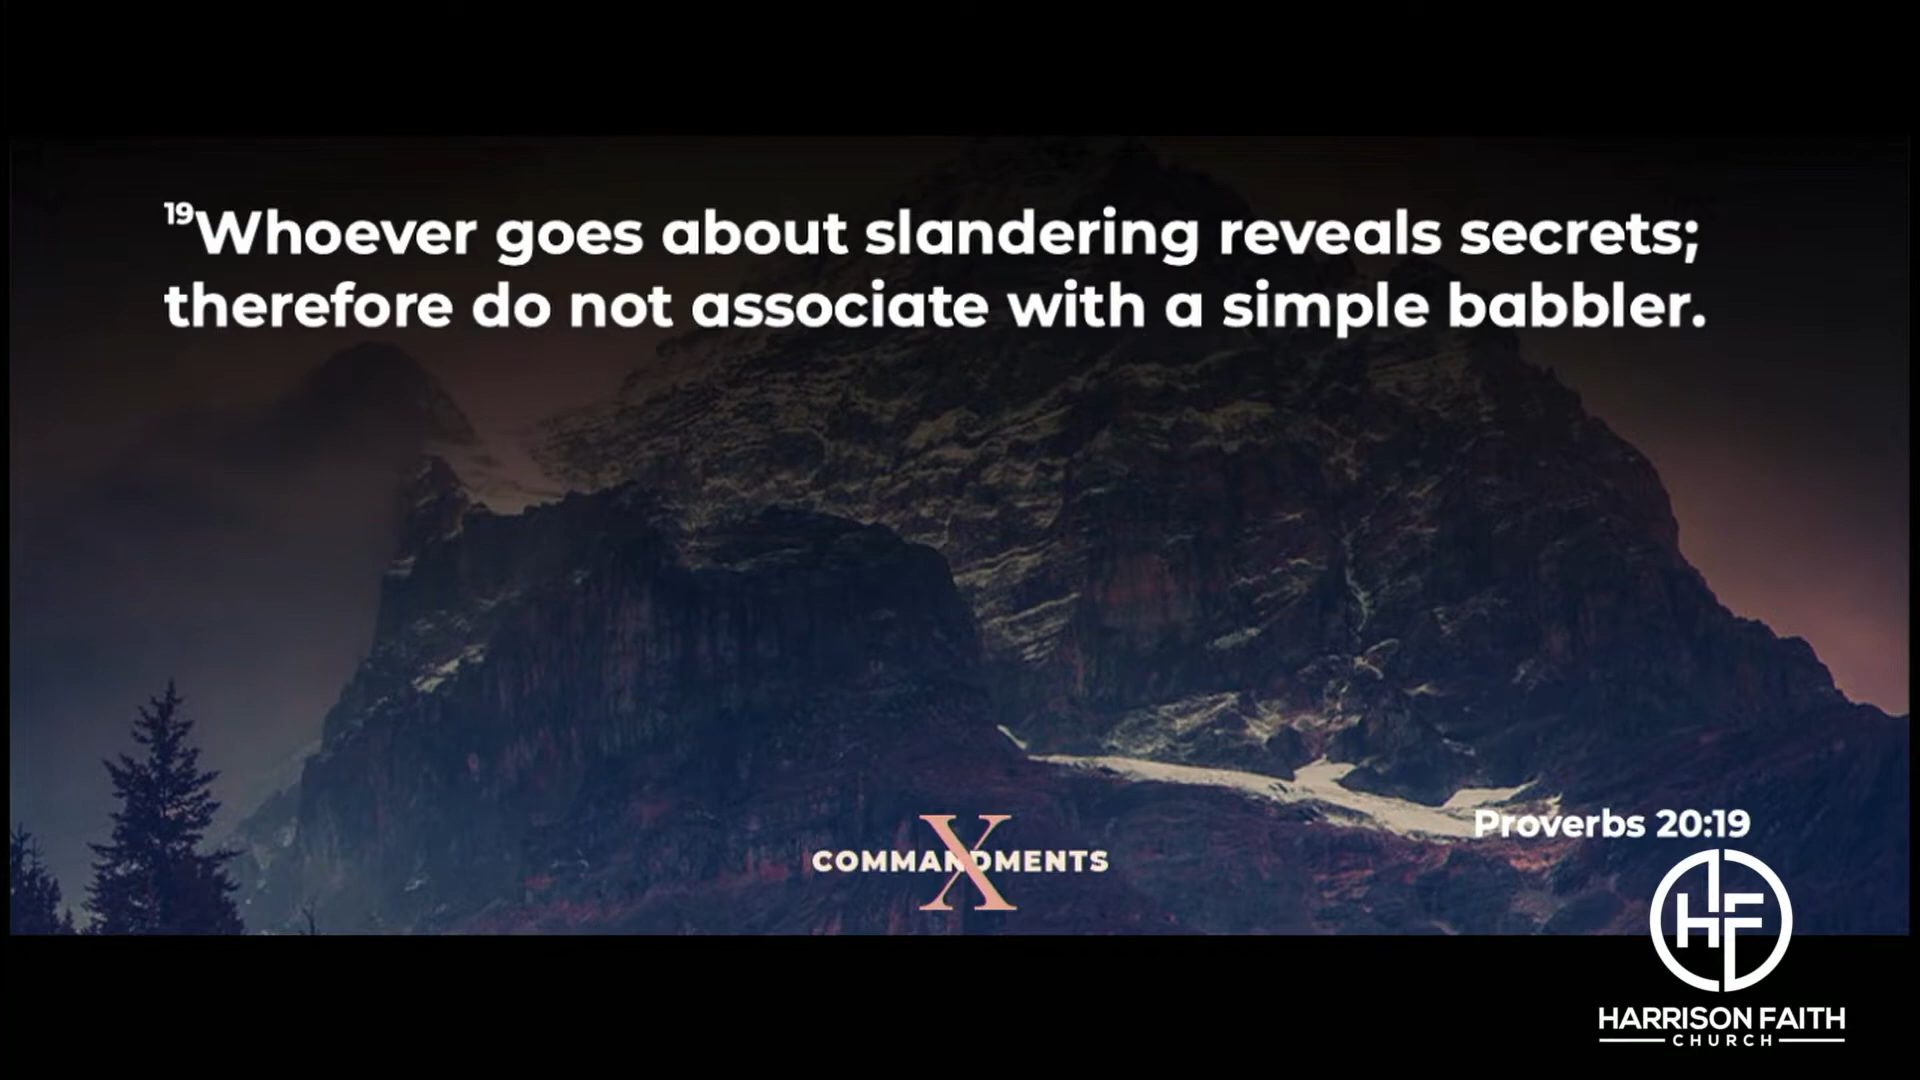 ¹⁹Whoever goes about slandering reveals secrets;
therefore do not associate with a simple babbler.
Proverbs 20:19
X
COMMANDMENTS
HF
HARRISON FAITH
CHURCH